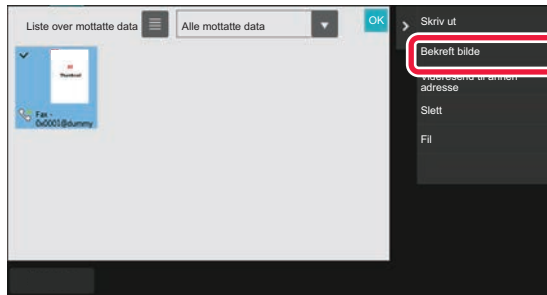 Liste over mottatte data
Alle mottatte data
OK
Thumbnail
Fax -
0x0001@dummy
Skriv ut
Bekreft bilde
Videresend til annen
adresse
Slett
Fil